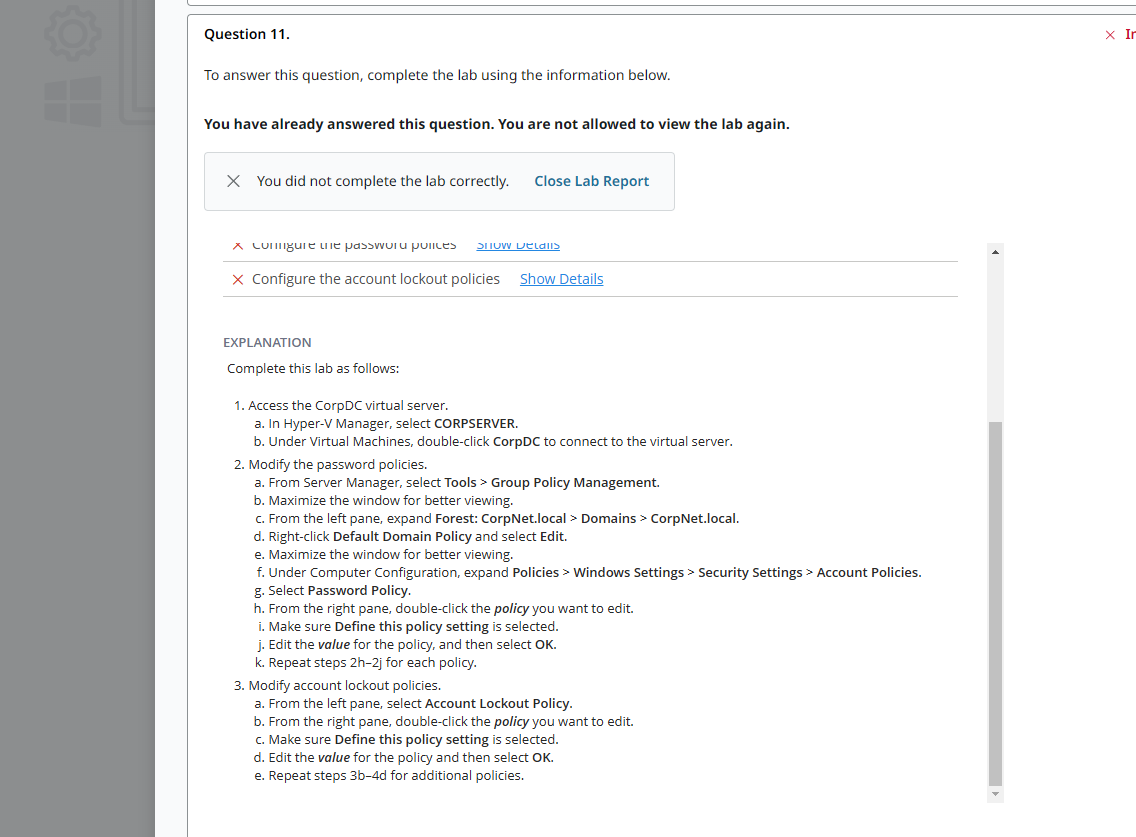 Question 11.
To answer this question, complete the lab using the information below.
You have already answered this question. You are not allowed to view the lab again.
You did not complete the lab correctly. Close Lab Report
Configure the password polices Show Details
Configure the account lockout policies Show Details
EXPLANATION
Complete this lab as follows:
1. Access the CorpDC virtual server.
a. In Hyper-V Manager, select CORPSERVER.
b. Under Virtual Machines, double-click CorpDC to connect to the virtual server.
2. Modify the password policies.
a. From Server Manager, select Tools > Group Policy Management.
b. Maximize the window for better viewing.
c. From the left pane, expand Forest: CorpNet.local > Domains > CorpNet.local.
d. Right-click Default Domain Policy and select Edit.
e. Maximize the window for better viewing.
f. Under Computer Configuration, expand Policies > Windows Settings > Security Settings > Account Policies.
g. Select Password Policy.
h. From the right pane, double-click the policy you want to edit.
i. Make sure Define this policy setting is selected.
j. Edit the value for the policy, and then select OK.
k. Repeat steps 2h–2j for each policy.
3. Modify account lockout policies.
a. From the left pane, select Account Lockout Policy.
b. From the right pane, double-click the policy you want to edit.
c. Make sure Define this policy setting is selected.
d. Edit the value for the policy and then select OK.
e. Repeat steps 3b–4d for additional policies.